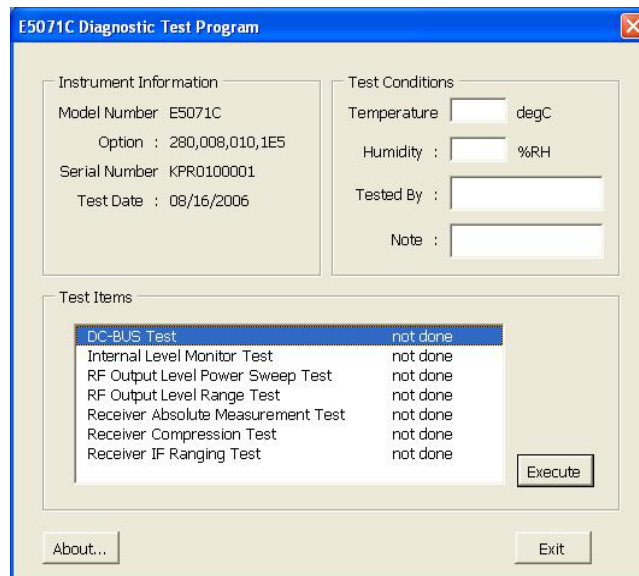 E5071C Diagnostic Test Program
Instrument Information
Model Number E5071C
Option : 280,008,010,1E5
Serial Number KPR0100001
Test Date : 08/16/2006
Test Conditions
Temperature degC
Humidity : %RH
Tested By :
Note :
Test Items
DC-BUS Test not done
Internal Level Monitor Test not done
RF Output Level Power Sweep Test not done
RF Output Level Range Test not done
Receiver Absolute Measurement Test not done
Receiver Compression Test not done
Receiver IF Ranging Test not done
Execute
About...
Exit